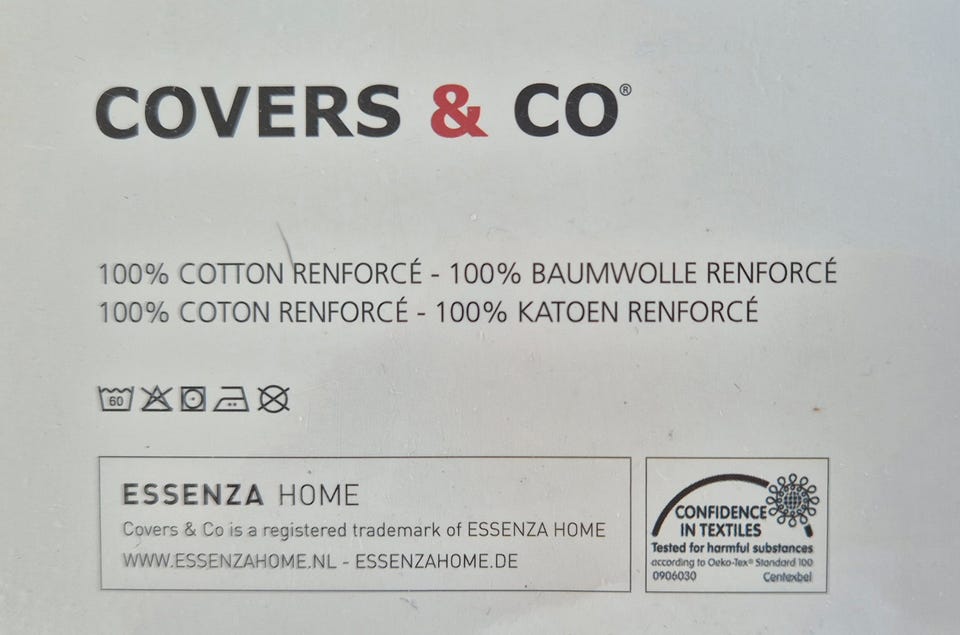 COVERS & CO®
100% COTTON RENFORCÉ - 100% BAUMWOLLE RENFORCÉ
100% COTON RENFORCÉ - 100% KATOEN RENFORCÉ
60
ESSENZA HOME
Covers & Co is a registered trademark of ESSENZA HOME
WWW.ESSENZAHOME.NL - ESSENZAHOME.DE
CONFIDENCE
IN TEXTILES
Tested for harmful substances
according to Oeko-Tex® Standard 100
0906030 Centexbel